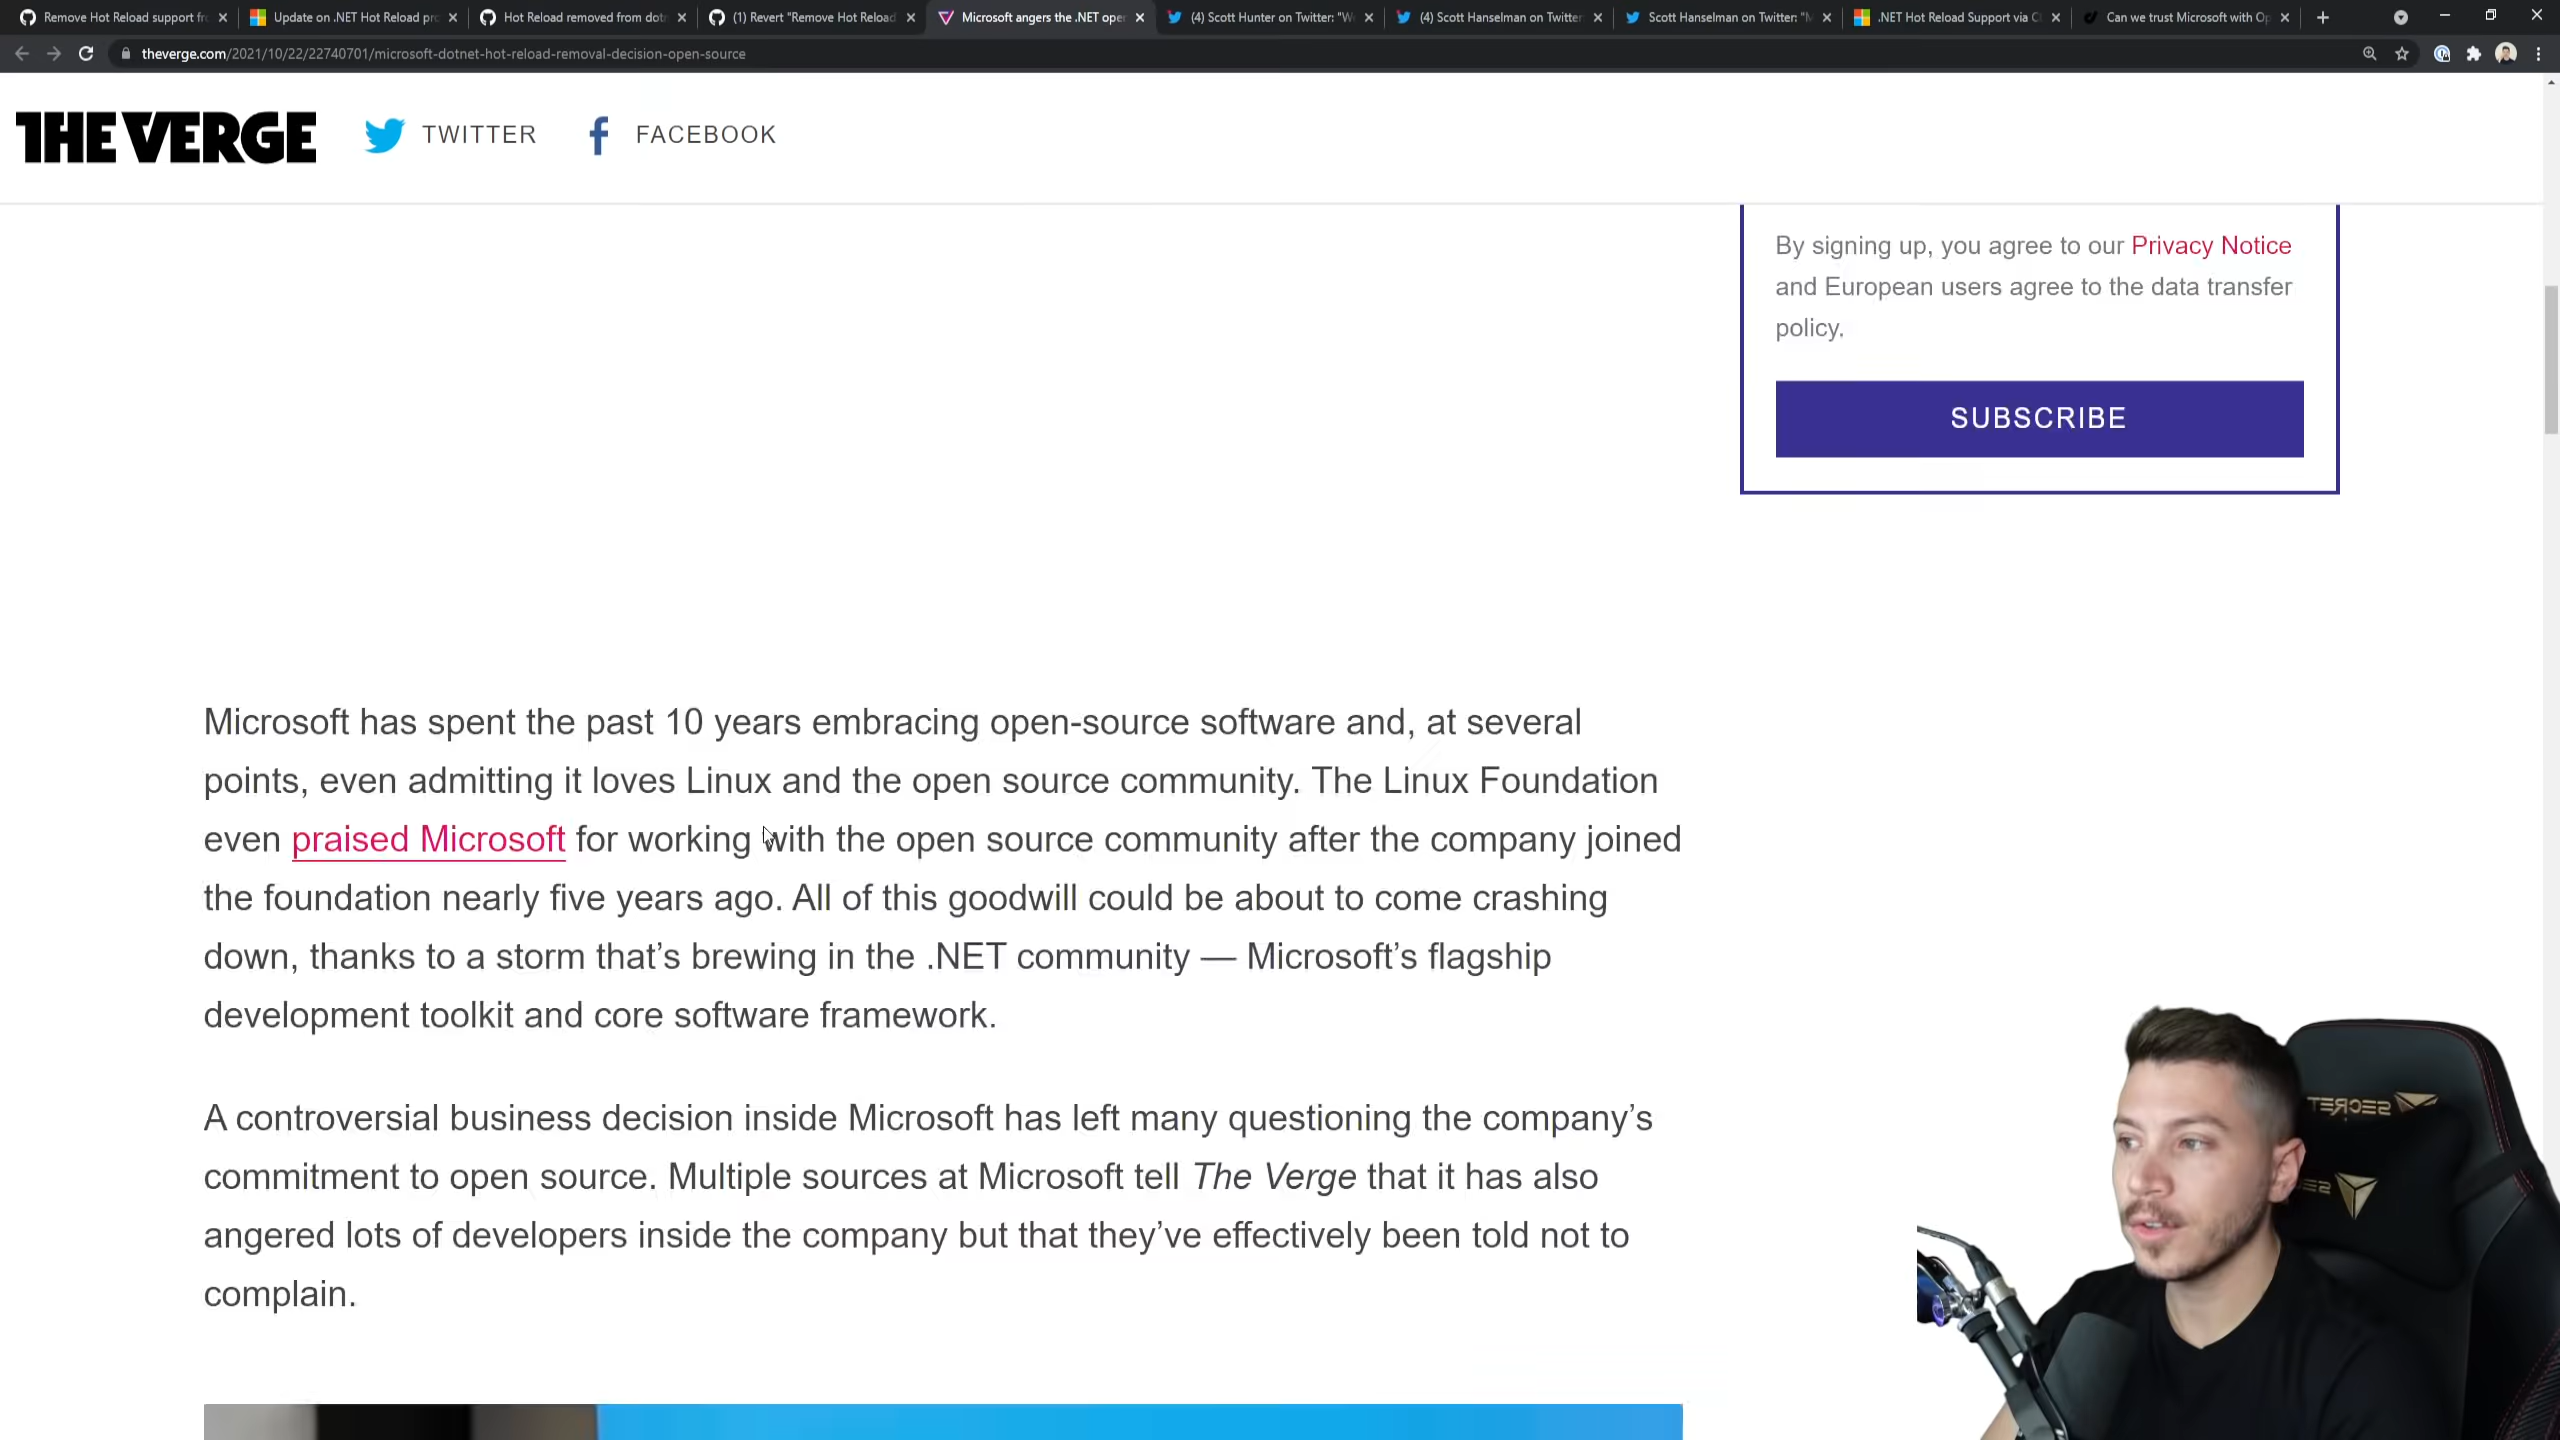 Remove Hot Reload support fr
Update on .NET Hot Reload pr
Hot Reload removed from dotn
(1) Revert "Remove Hot Reload
Microsoft angers the .NET oper
(4) Scott Hunter on Twitter: "W
(4) Scott Hanselman on Twitter
Scott Hanselman on Twitter: "
.NET Hot Reload Support via C
Can we trust Microsoft with Op
theverge.com/2021/10/22/22740701/microsoft-dotnet-hot-reload-removal-decision-open-source
THE VERGE
TWITTER
FACEBOOK
By signing up, you agree to our Privacy Notice
and European users agree to the data transfer
policy.
SUBSCRIBE
Microsoft has spent the past 10 years embracing open-source software and, at several
points, even admitting it loves Linux and the open source community. The Linux Foundation
even praised Microsoft for working with the open source community after the company joined
the foundation nearly five years ago. All of this goodwill could be about to come crashing
down, thanks to a storm that’s brewing in the .NET community — Microsoft’s flagship
development toolkit and core software framework.
A controversial business decision inside Microsoft has left many questioning the company’s
commitment to open source. Multiple sources at Microsoft tell The Verge that it has also
angered lots of developers inside the company but that they’ve effectively been told not to
complain.
SECRET